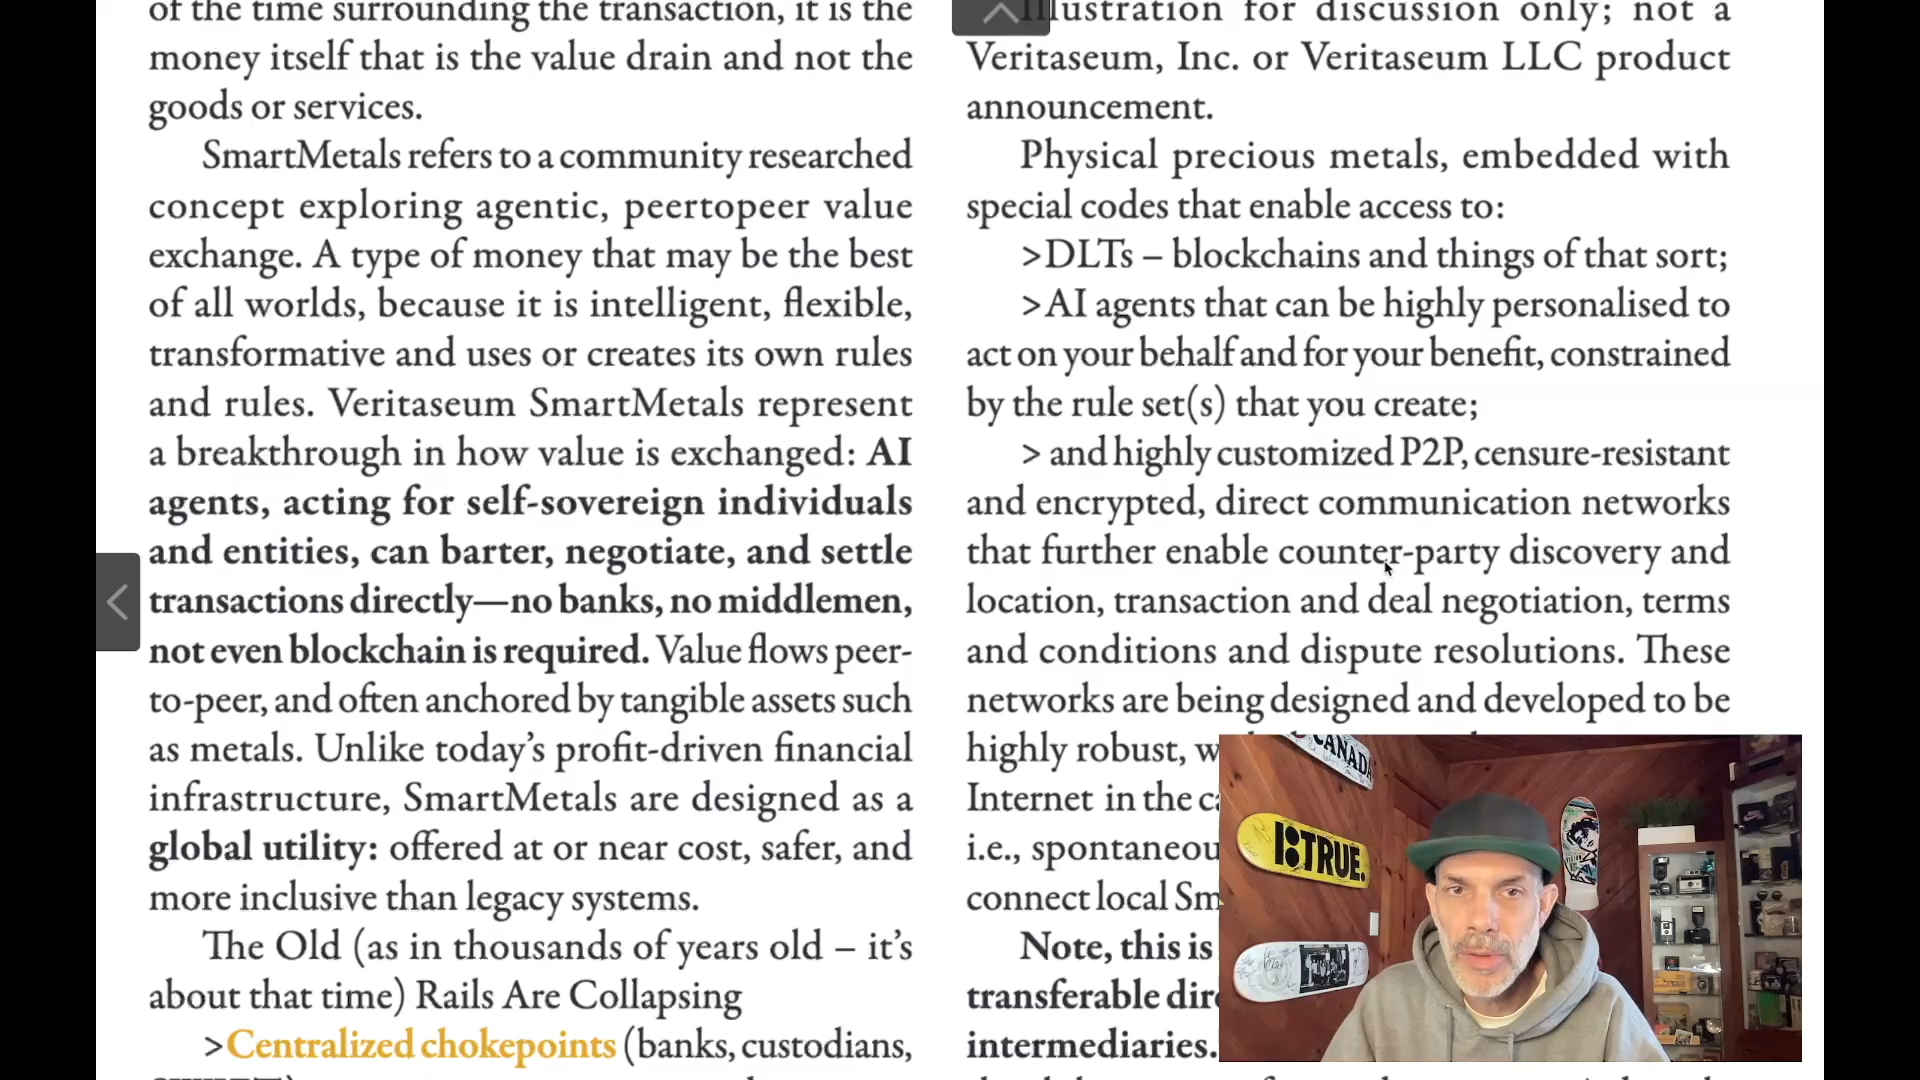 of the time surrounding the transaction, it is the
money itself that is the value drain and not the
goods or services.
SmartMetals refers to a community researched
concept exploring agentic, peertopeer value
exchange. A type of money that may be the best
of all worlds, because it is intelligent, flexible,
transformative and uses or creates its own rules
and rules. Veritaseum SmartMetals represent
a breakthrough in how value is exchanged: AI
agents, acting for self-sovereign individuals
and entities, can barter, negotiate, and settle
transactions directly—no banks, no middlemen,
not even blockchain is required. Value flows peer-
to-peer, and often anchored by tangible assets such
as metals. Unlike today's profit-driven financial
infrastructure, SmartMetals are designed as a
global utility: offered at or near cost, safer, and
more inclusive than legacy systems.
The Old (as in thousands of years old – it's
about that time) Rails Are Collapsing
>Centralized chokepoints (banks, custodians,
Illustration for discussion only; not a
Veritaseum, Inc. or Veritaseum LLC product
announcement.
Physical precious metals, embedded with
special codes that enable access to:
>DLTs – blockchains and things of that sort;
>AI agents that can be highly personalised to
act on your behalf and for your benefit, constrained
by the rule set(s) that you create;
> and highly customized P2P, censure-resistant
and encrypted, direct communication networks
that further enable counter-party discovery and
location, transaction and deal negotiation, terms
and conditions and dispute resolutions. These
networks are being designed and developed to be
highly robust, w
Internet in the ca
i.e., spontaneou
connect local Sm
Note, this is
transferable dire
intermediaries.
CANADA
TRUE.